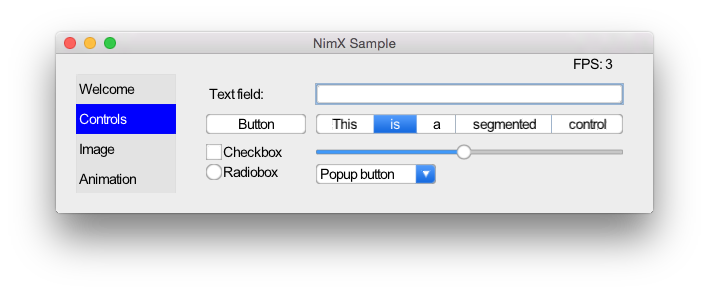 NimX Sample
FPS: 3
Welcome
Controls
Image
Animation
Text field:
Button
This is a segmented control
Checkbox
Radiobox
Popup button